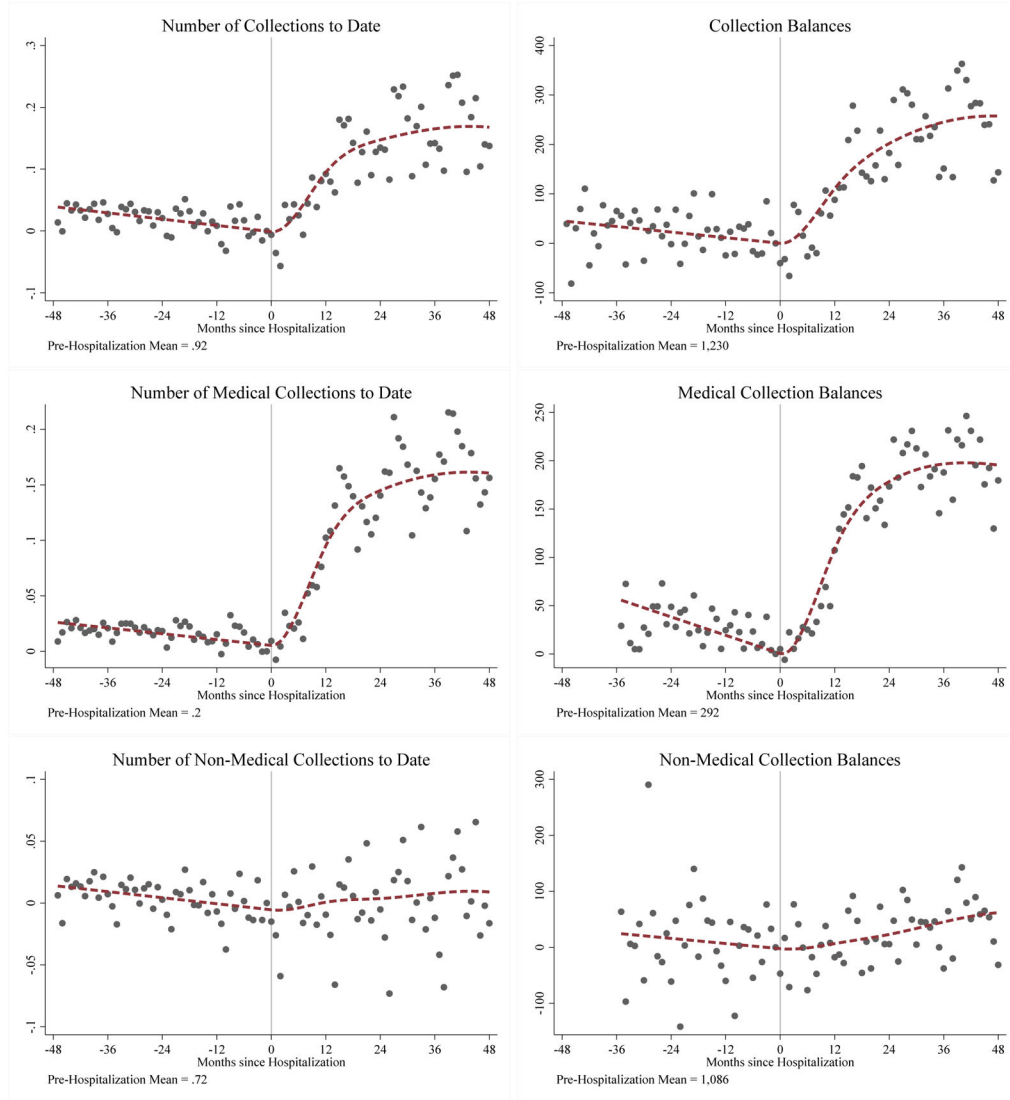 Number of Collections to Date
.3
.2
.1
0
-.1
-48 -36 -24 -12 0 12 24 36 48
Months since Hospitalization
Pre-Hospitalization Mean = .92
Collection Balances
400
300
200
100
0
-100
-48 -36 -24 -12 0 12 24 36 48
Months since Hospitalization
Pre-Hospitalization Mean = 1,230
Number of Medical Collections to Date
.2
.15
.1
.05
0
-48 -36 -24 -12 0 12 24 36 48
Months since Hospitalization
Pre-Hospitalization Mean = .2
Medical Collection Balances
250
200
150
100
50
0
-48 -36 -24 -12 0 12 24 36 48
Months since Hospitalization
Pre-Hospitalization Mean = 292
Number of Non-Medical Collections to Date
.1
.05
0
-.05
-.1
-48 -36 -24 -12 0 12 24 36 48
Months since Hospitalization
Pre-Hospitalization Mean = .72
Non-Medical Collection Balances
300
200
100
0
-100
-48 -36 -24 -12 0 12 24 36 48
Months since Hospitalization
Pre-Hospitalization Mean = 1,086